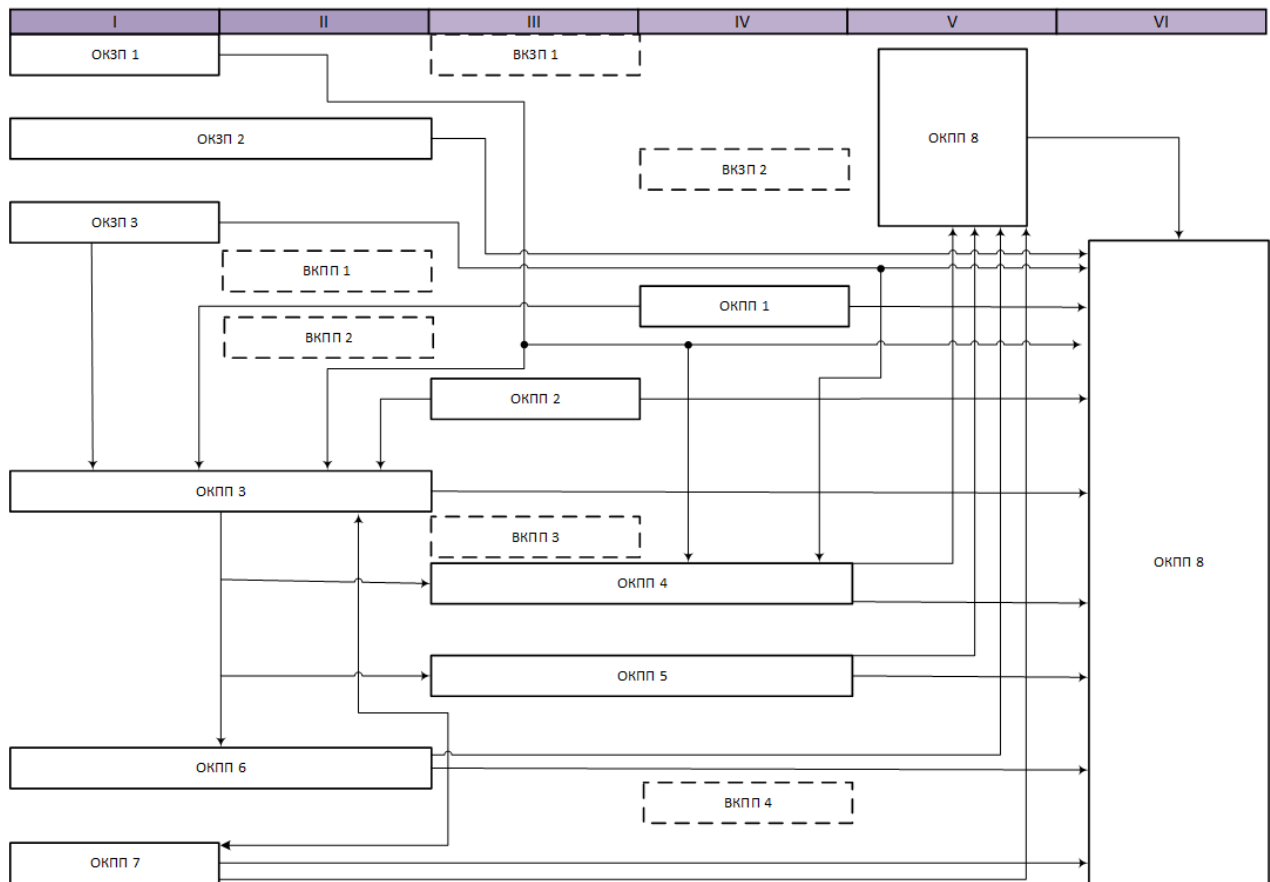 I II III IV V VI
ОКЗП 1
ВКЗП 1
ОКЗП 2
ОКПП 8
ВКЗП 2
ОКЗП 3
ВКПП 1
ОКПП 1
ВКПП 2
ОКПП 2
ОКПП 3
ВКПП 3
ОКПП 4
ОКПП 8
ОКПП 5
ОКПП 6
ВКПП 4
ОКПП 7